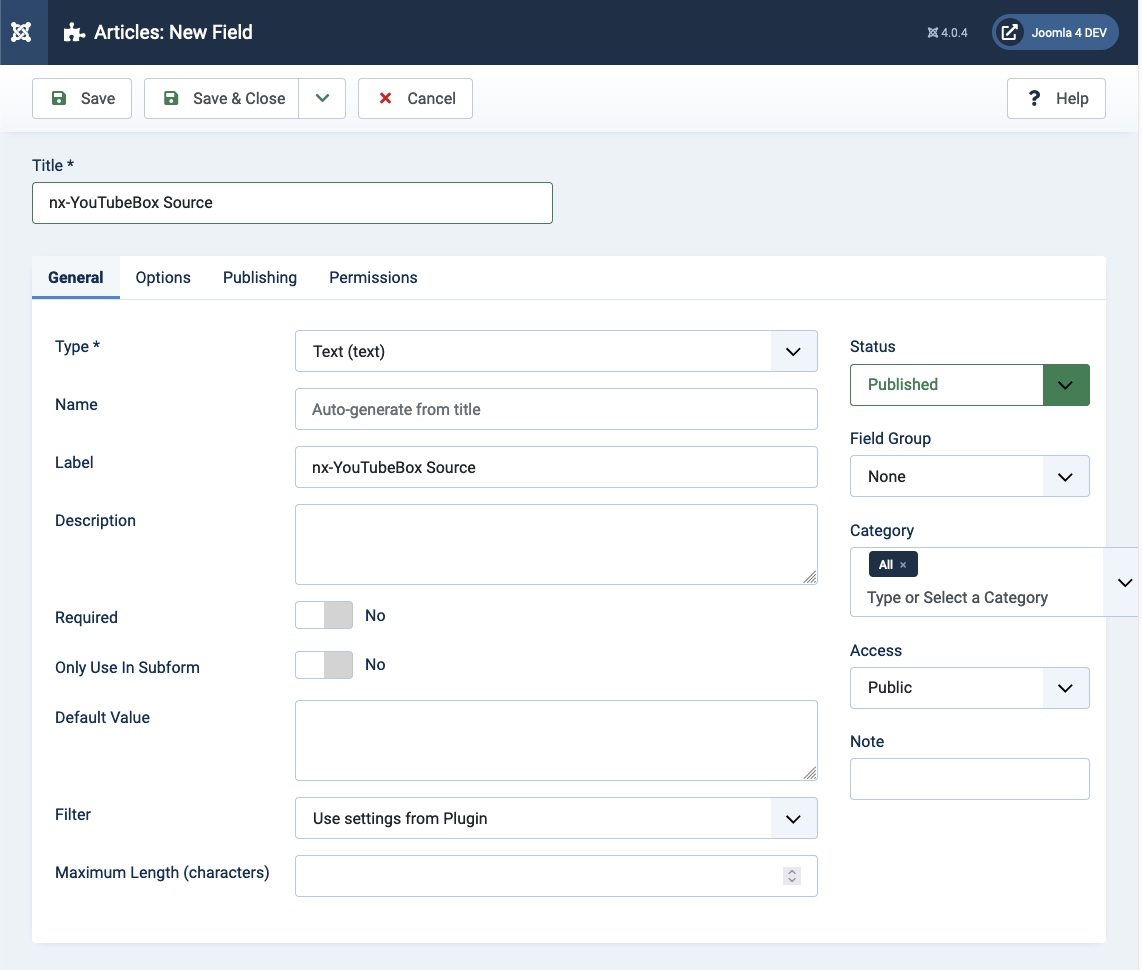 Articles: New Field
4.0.4
Joomla 4 DEV
Save
Save & Close
Cancel
? Help
Title *
nx-YouTubeBox Source
General
Options
Publishing
Permissions
Type *
Text (text)
Name
Auto-generate from title
Label
nx-YouTubeBox Source
Description
Required
No
Only Use In Subform
No
Default Value
Filter
Use settings from Plugin
Maximum Length (characters)
Status
Published
Field Group
None
Category
All ×
Type or Select a Category
Access
Public
Note